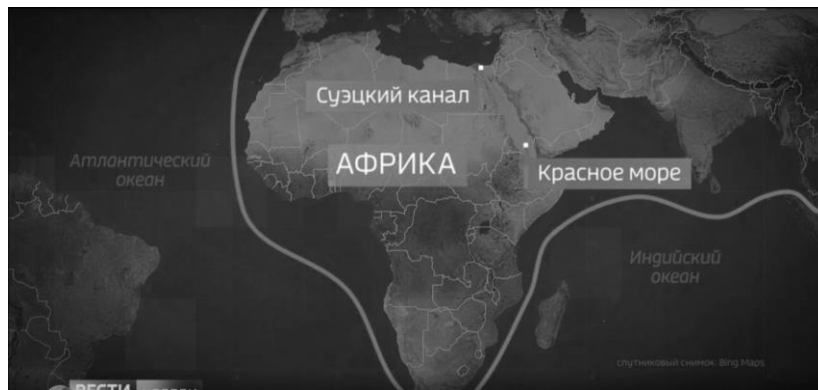 Суэцкий канал
Атлантический
океан
АФРИКА
Красное море
Индийский
океан
спутниковый снимок: Bing Maps
ВЕСТИ